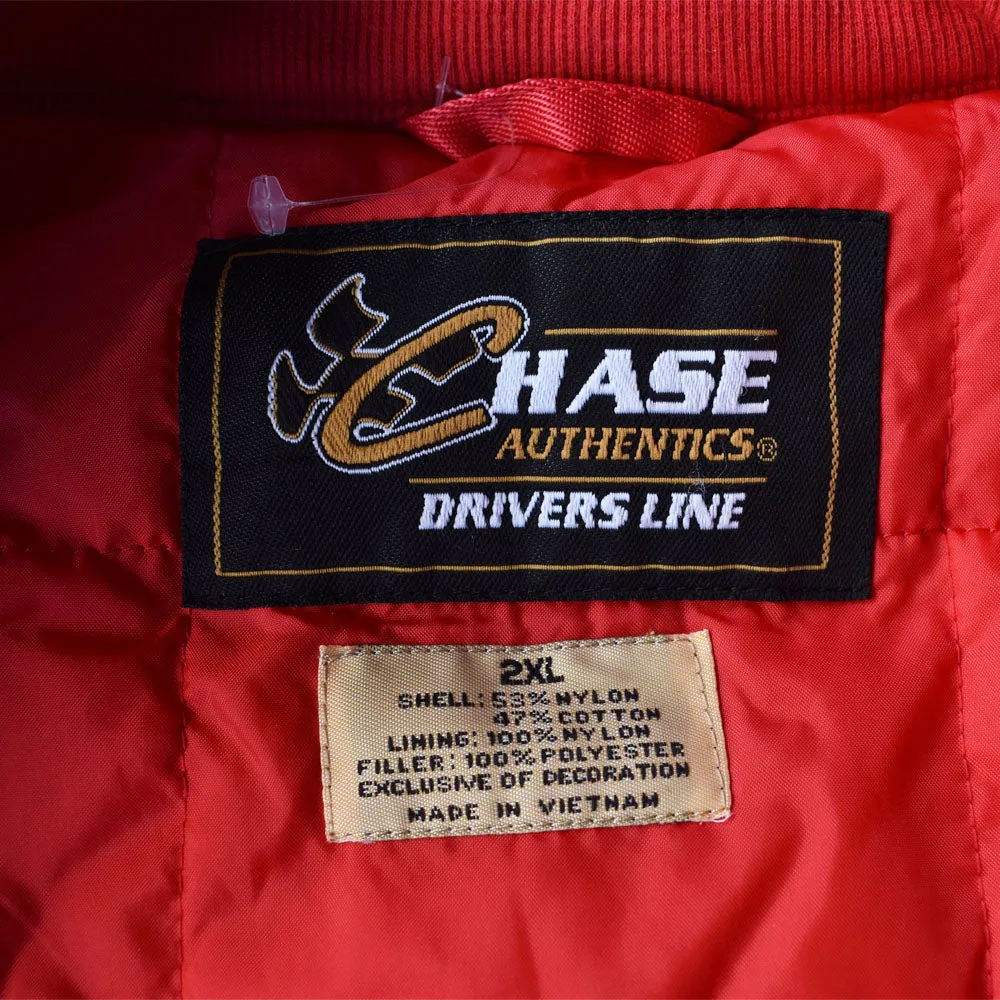 CHASE
AUTHENTICS®
DRIVERS LINE
2XL
SHELL: 53% NYLON
47% COTTON
LINING: 100% NYLON
FILLER: 100% POLYESTER
EXCLUSIVE OF DECORATION
MADE IN VIETNAM